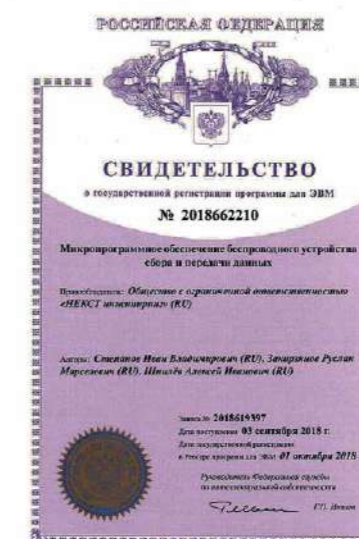 РОССИЙСКАЯ ФЕДЕРАЦИЯ
СВИДЕТЕЛЬСТВО
о государственной регистрации программы для ЭВМ
№ 2018662210
Микропрограммное обеспечение беспроводного устройства
сбора и передачи данных
Правообладатель: Общество с ограниченной ответственностью
«НЕКСТ инжиниринг» (RU)
Авторы: Степанов Иван Владимирович (RU), Закирзянов Руслан
Марселевич (RU), Алексей Иванович (RU)
Заявка № 2018619397
Дата поступления 03 сентября 2018 г.
Дата государственной регистрации
в Реестре программ для ЭВМ 01 октября 2018
Руководитель Федеральной службы
по интеллектуальной собственности
Г.П. Ивлиев